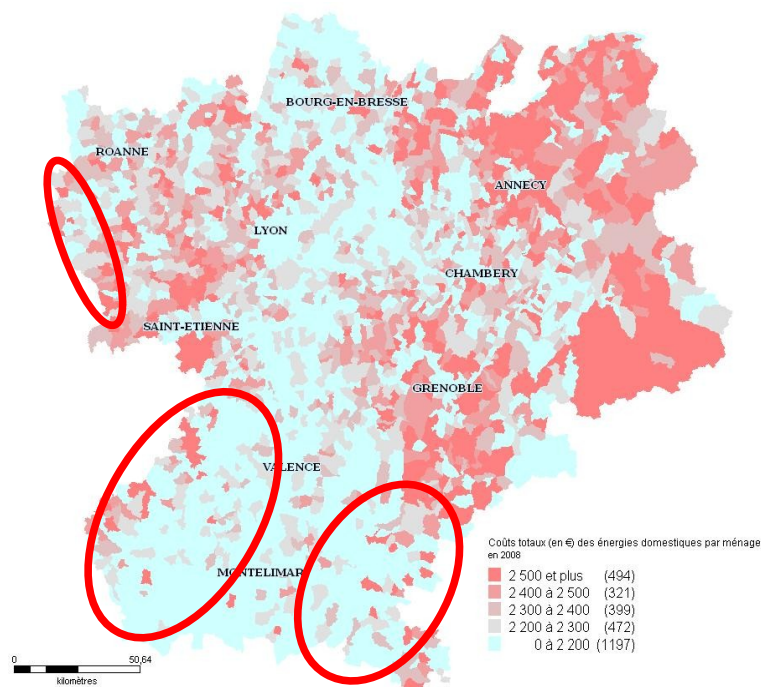 BOURG-EN-BRESSE
ROANNE
ANNECY
LYON
CHAMBERY
SAINT-ETIENNE
GRENOBLE
VALENCE
MONTELIMAR
Coûts totaux (en €) des énergies domestiques par ménage
en 2008
2 500 et plus (494)
2 400 à 2 500 (321)
2 300 à 2 400 (399)
2 200 à 2 300 (472)
0 à 2 200 (1197)
0 50,64
kilomètres